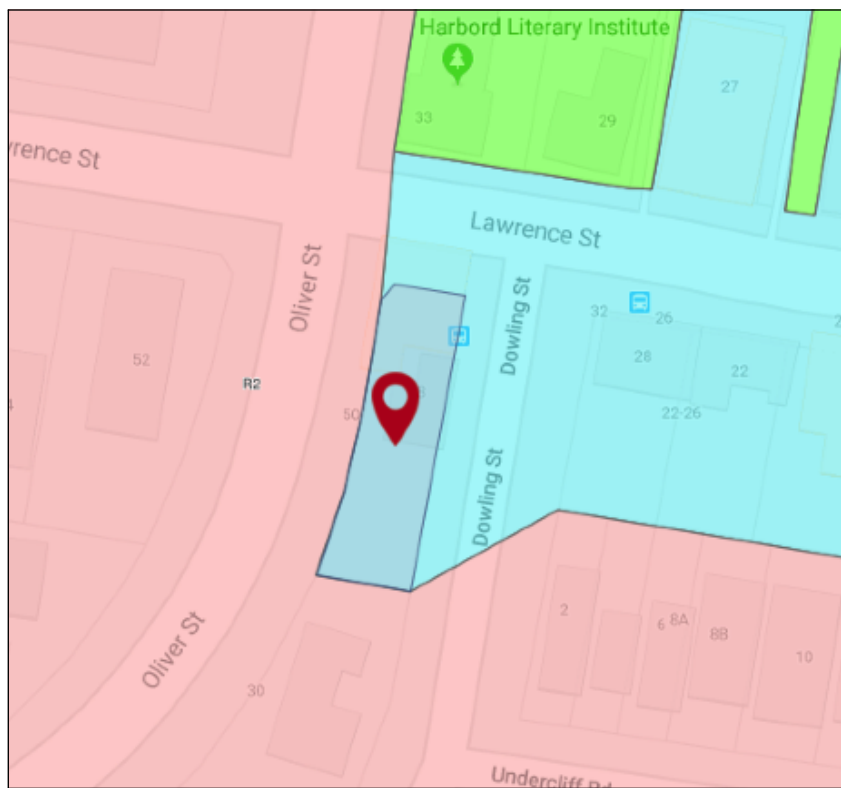 Harbord Literary Institute
27
33
29
rence St
Lawrence St
Oliver St
Dowling St
32
26
52
28
22
R2
50
22-26
Dowling St
2
6
8A
8B
Oliver St
30
10
Undercliff Rd